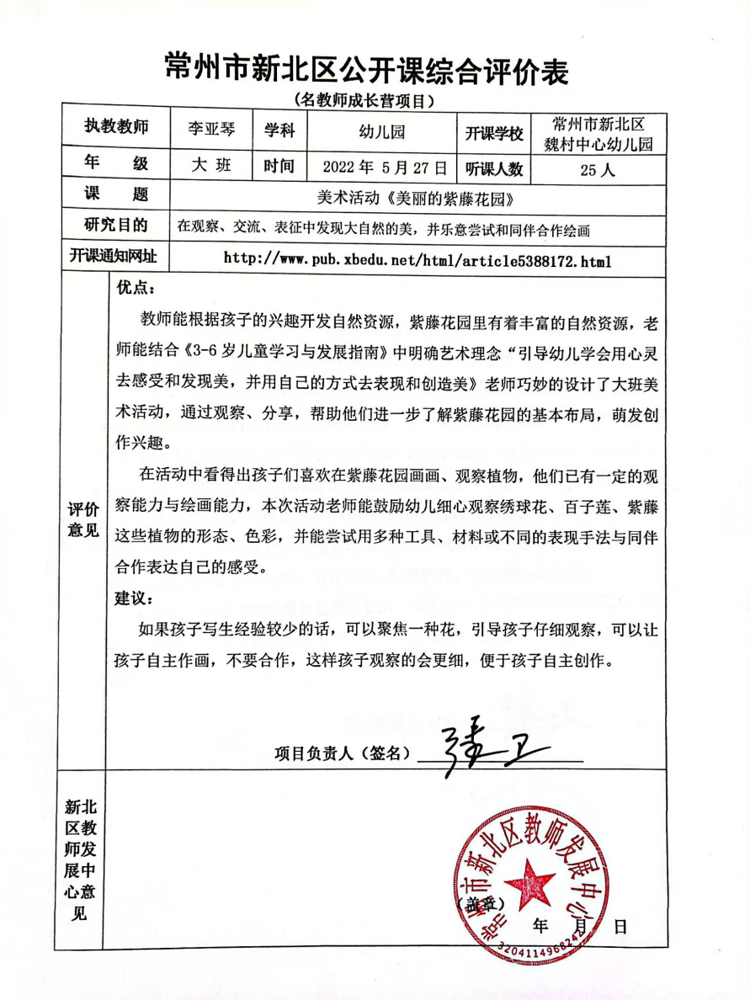 常州市新北区公开课综合评价表
(名教师成长营项目)
执教教师 李亚琴 学科 幼儿园 开课学校 常州市新北区
魏村中心幼儿园
年 级 大 班 时间 2022 年 5 月 27 日 听课人数 25 人
课 题 美术活动《美丽的紫藤花园》
研究目的 在观察、交流、表征中发现大自然的美，并乐意尝试和同伴合作绘画
开课通知网址 http://www.pub.xbedu.net/html/article5388172.html
评价
意见
优点：
教师能根据孩子的兴趣开发自然资源，紫藤花园里有着丰富的自然资源，老
师能结合《3-6 岁儿童学习与发展指南》中明确艺术理念“引导幼儿学会用心灵
去感受和发现美，并用自己的方式去表现和创造美》老师巧妙的设计了大班美
术活动，通过观察、分享，帮助他们进一步了解紫藤花园的基本布局，萌发创
作兴趣。
在活动中看得出孩子们喜欢在紫藤花园画画、观察植物，他们已有一定的观
察能力与绘画能力，本次活动老师能鼓励幼儿细心观察绣球花、百子莲、紫藤
这些植物的形态、色彩，并能尝试用多种工具、材料或不同的表现手法与同伴
合作表达自己的感受。
建议：
如果孩子写生经验较少的话，可以聚焦一种花，引导孩子仔细观察，可以让
孩子自主作画，不要合作，这样孩子观察的会更细，便于孩子自主创作。
项目负责人（签名） 张卫
新北
区教
师发
展中
心意
见
常州市新北区教师发展中心
（盖章）
年 月 日
3204114968242